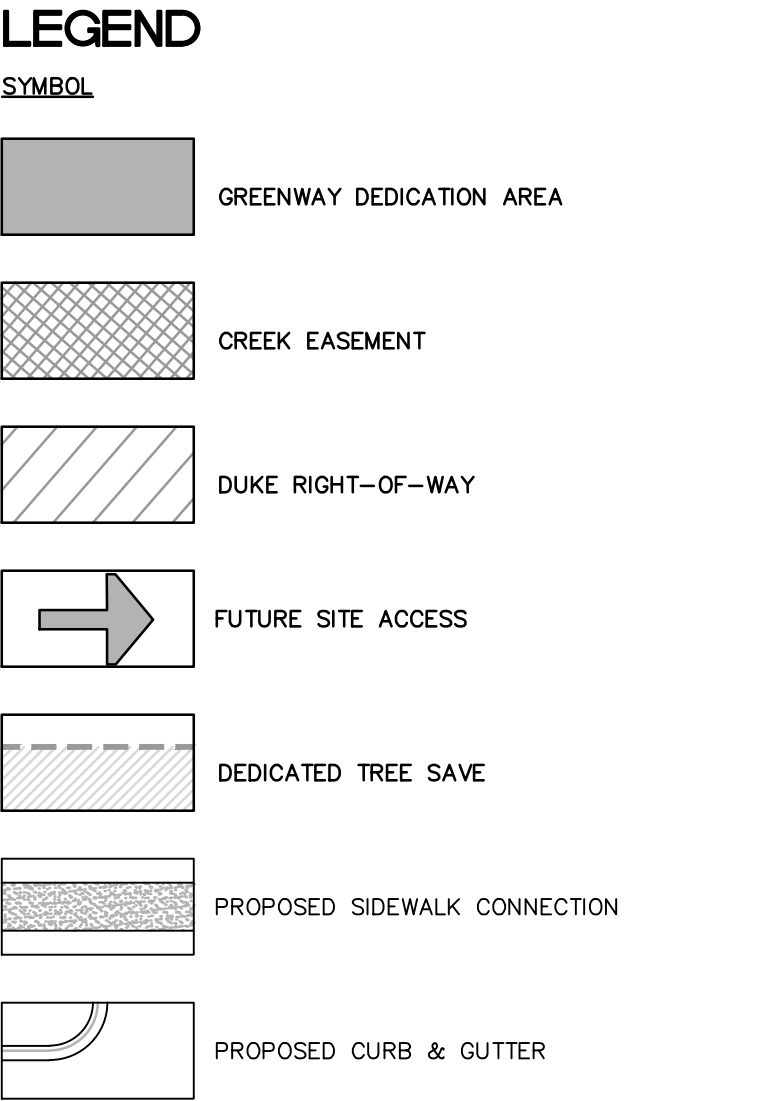 LEGEND
SYMBOL
GREENWAY DEDICATION AREA
CREEK EASEMENT
DUKE RIGHT-OF-WAY
FUTURE SITE ACCESS
DEDICATED TREE SAVE
PROPOSED SIDEWALK CONNECTION
PROPOSED CURB & GUTTER